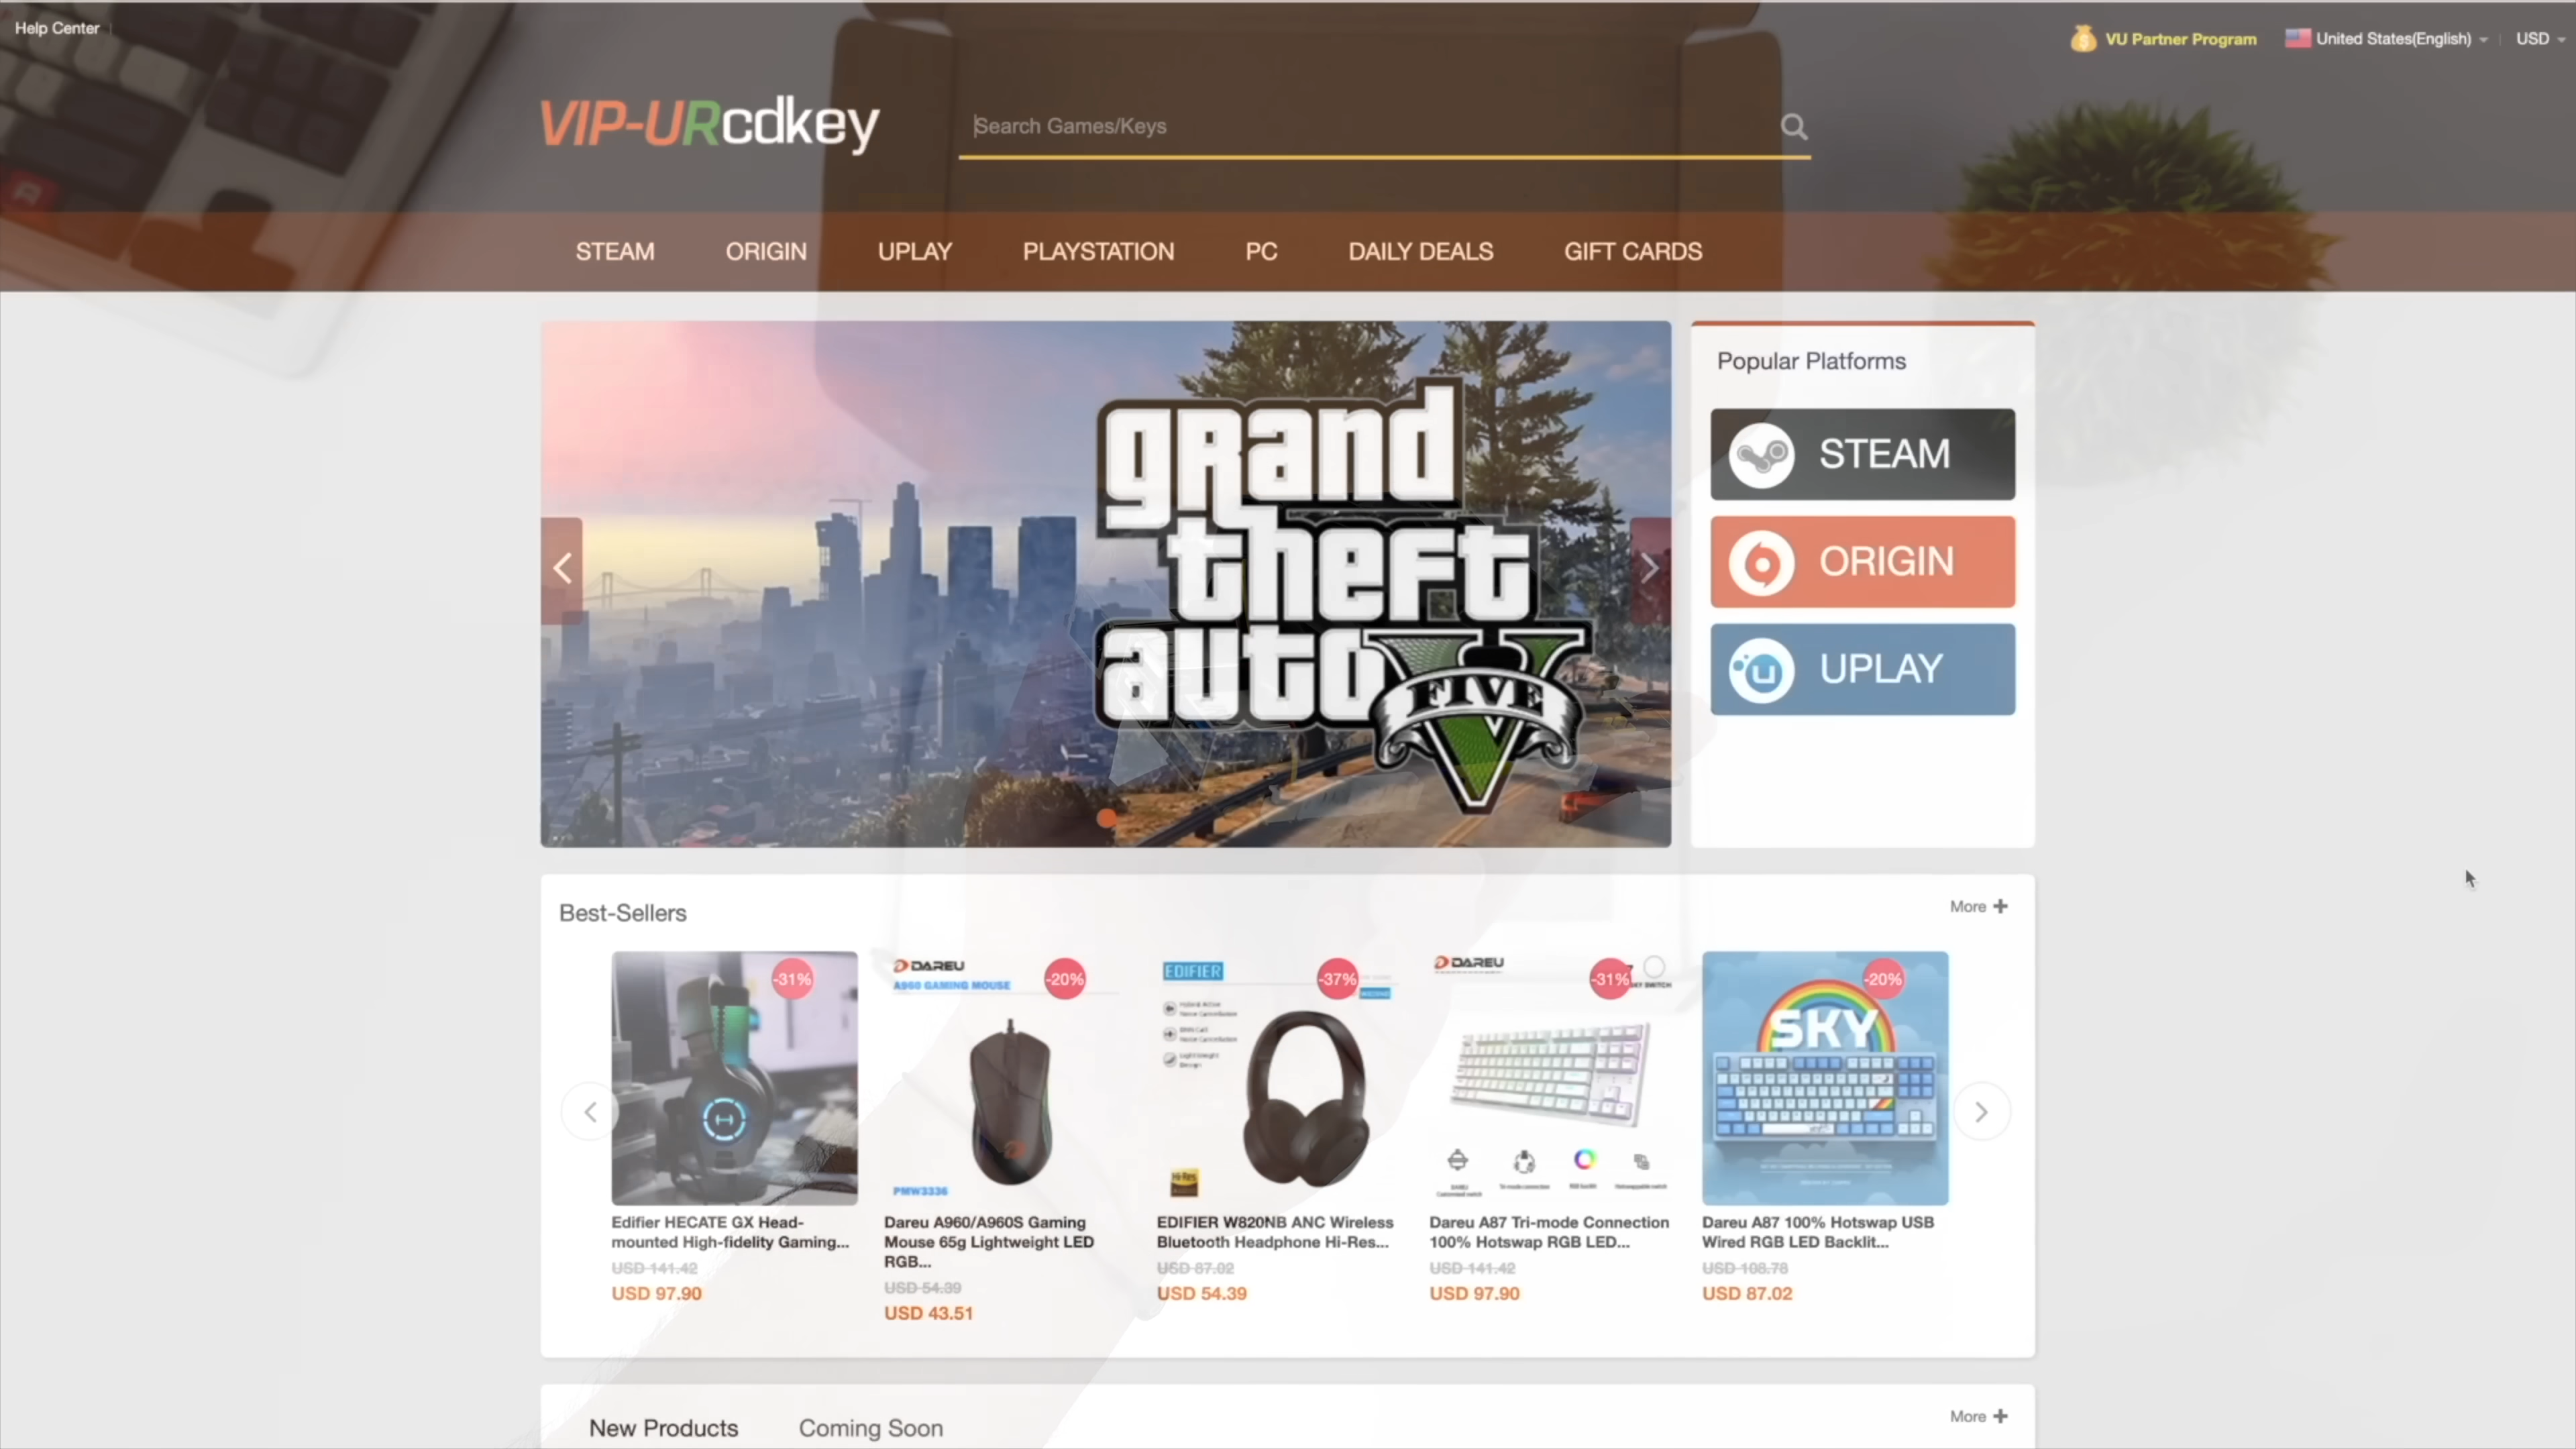 Help Center
VU Partner Program
United States(English)
USD
VIP-URcdkey
Search Games/Keys
STEAM
ORIGIN
UPLAY
PLAYSTATION
PC
DAILY DEALS
GIFT CARDS
grand
theft
auto
FIVE
Popular Platforms
STEAM
ORIGIN
UPLAY
Best-Sellers
More
-31%
DAREU
A960 GAMING MOUSE
-20%
PMW3336
EDIFIER
-37%
Hi-Res
DAREU
-31%
-20%
SKY
Edifier HECATE GX Head-
mounted High-fidelity Gaming...
USD 141.42
USD 97.90
Dareu A960/A960S Gaming
Mouse 65g Lightweight LED
RGB...
USD 54.39
USD 43.51
EDIFIER W820NB ANC Wireless
Bluetooth Headphone Hi-Res...
USD 87.02
USD 54.39
Dareu A87 Tri-mode Connection
100% Hotswap RGB LED...
USD 141.42
USD 97.90
Dareu A87 100% Hotswap USB
Wired RGB LED Backlit...
USD 108.78
USD 87.02
New Products
Coming Soon
More